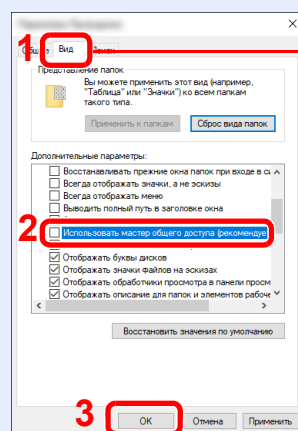 1
Вид
Представление папок
Вы можете применить этот вид (например,
"Таблица" или "Значки") ко всем папкам
такого типа.
Применить к папкам
Сброс вида папок
Дополнительные параметры:
Восстанавливать прежние окна папок при входе в си
Всегда отображать значки, а не эскизы
Всегда отображать меню
Выводить полный путь в заголовке окна
2
Использовать мастер общего доступа (рекомендуе
Отображать буквы дисков
Отображать значки файлов на эскизах
Отображать обработчики просмотра в панели просм
Отображать описание для папок и элементов рабоче
Восстановить значения по умолчанию
3
OK
Отмена
Применить